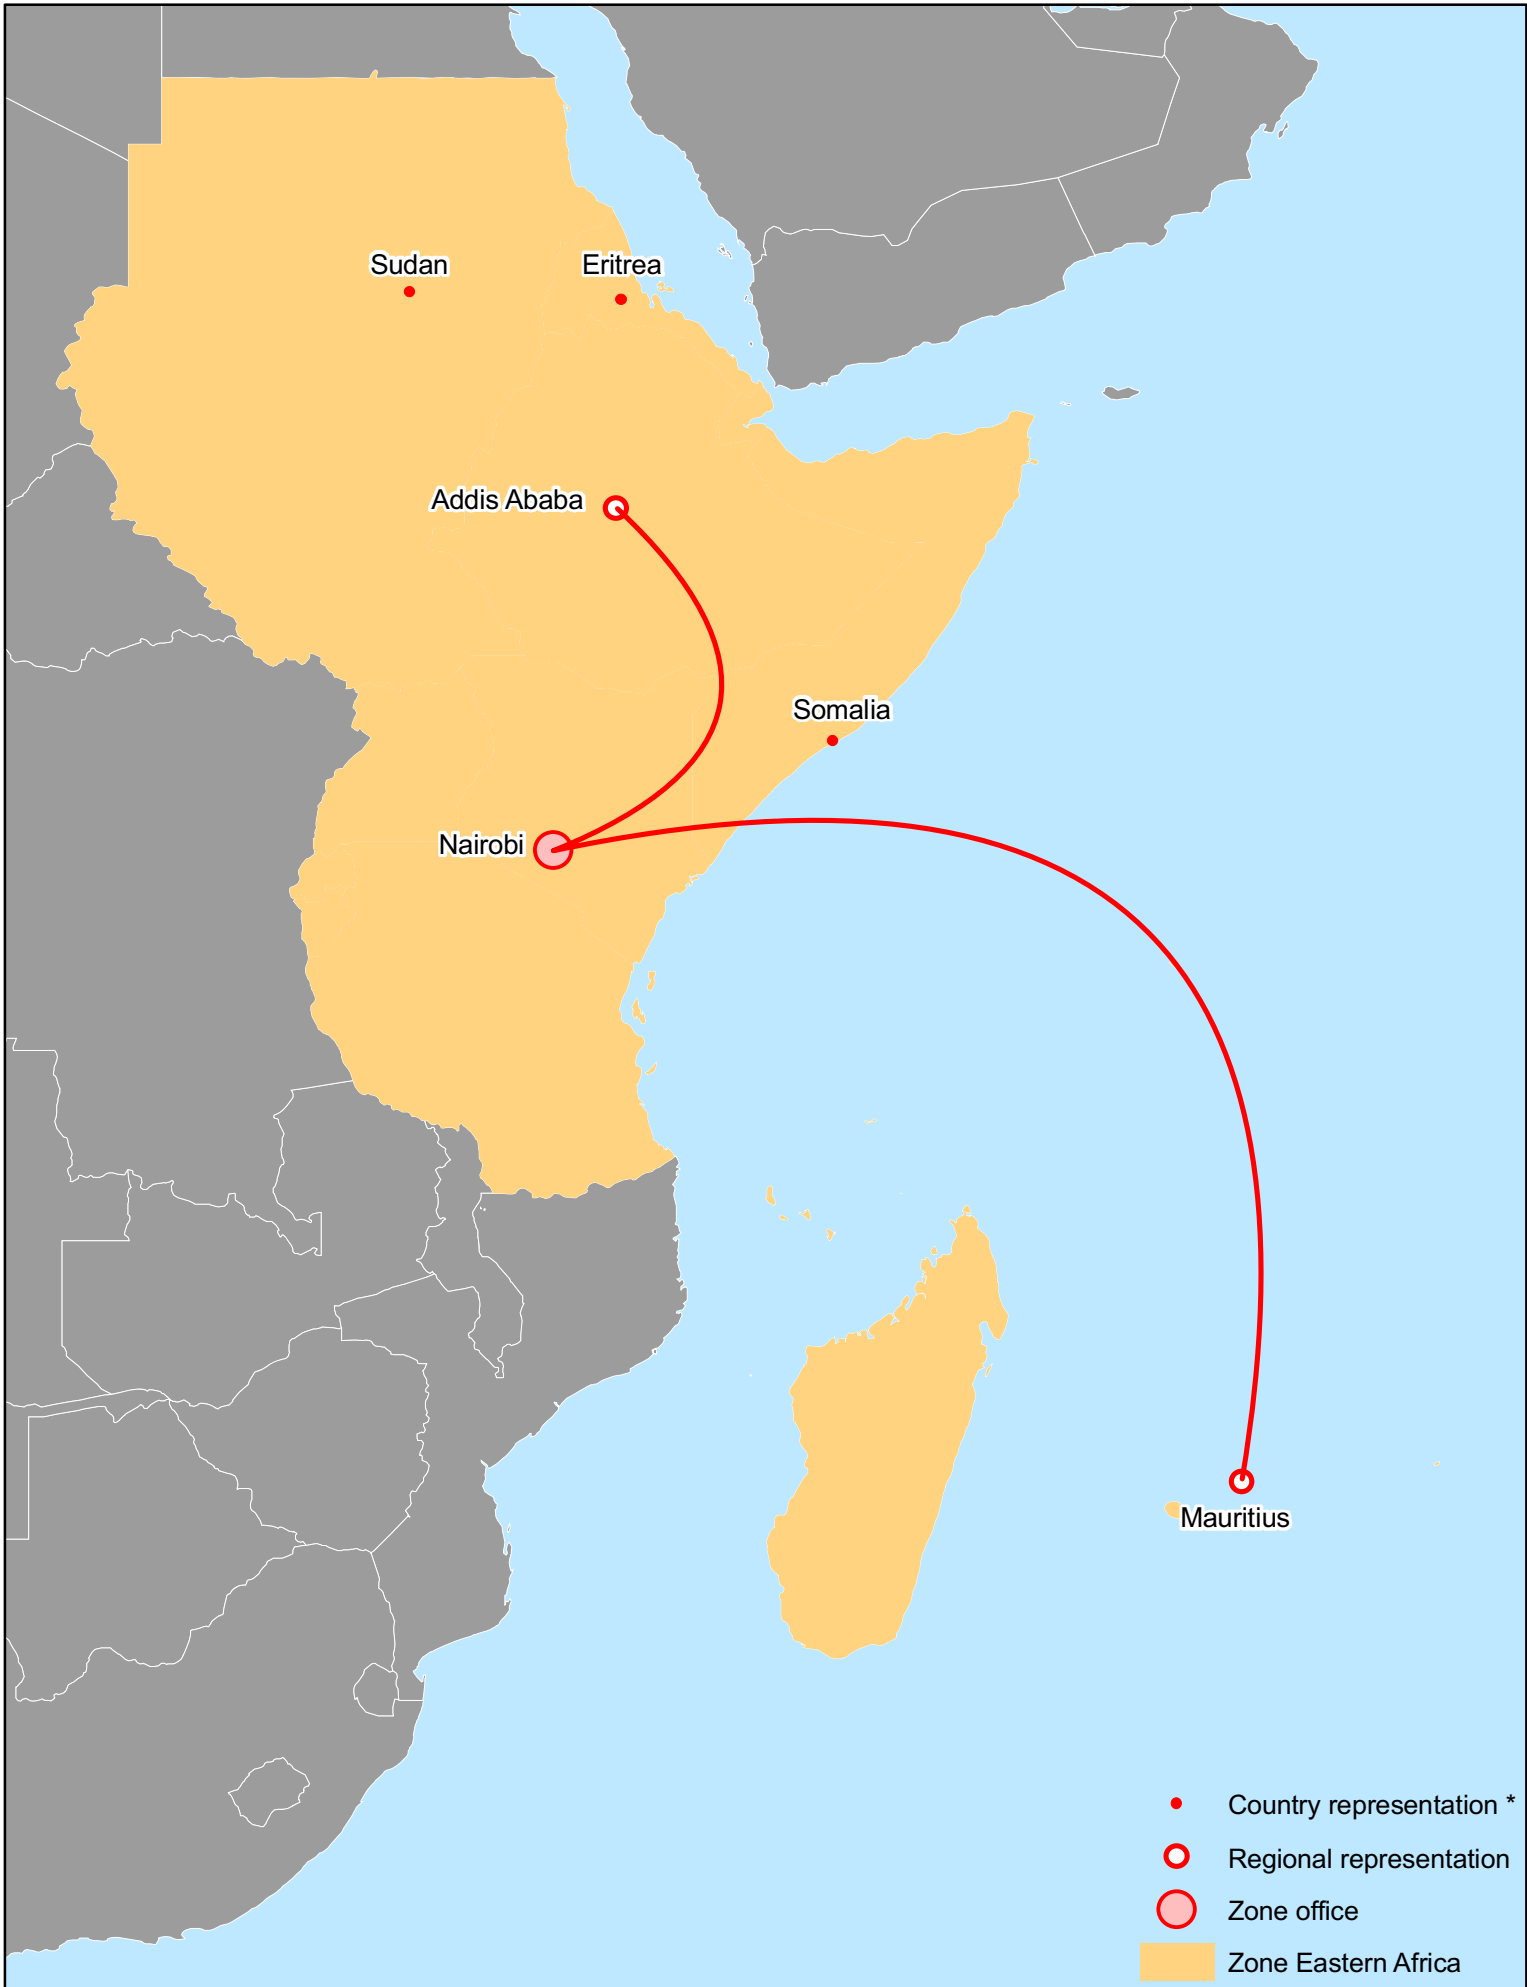 Sudan
Eritrea
Addis Ababa
Somalia
Nairobi
Mauritius
Country representation *
Regional representation
Zone office
Zone Eastern Africa